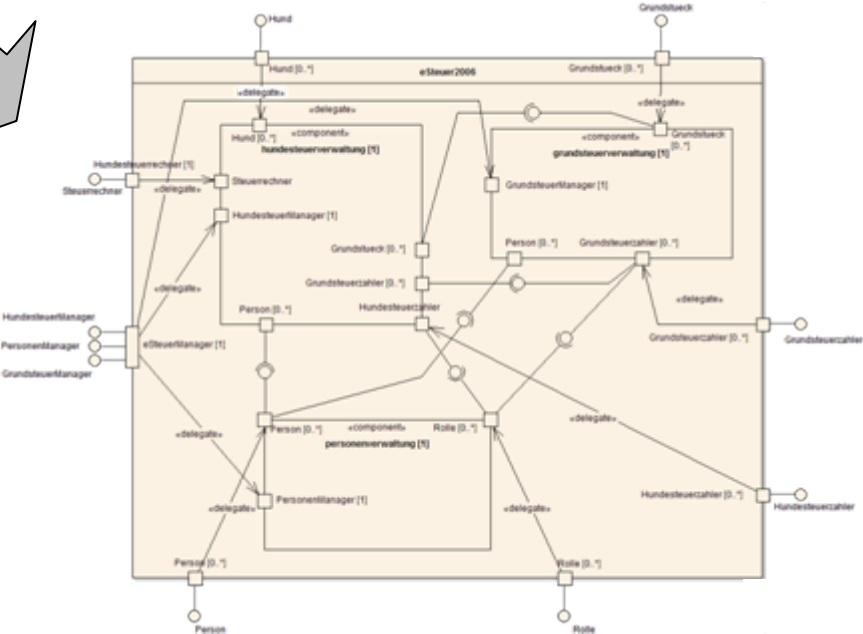 Hund
Grundstueck
Hund [0..*]
eSteuer2006
Grundstueck [0..*]
«delegate»
«delegate»
«delegate»
Hund [0..*]
«component»
hundesteuerverwaltung [1]
«component»
Grundstueck
[0..*]
grundsteuerverwaltung [1]
Hundesteuerrechner [1]
Steuerrechner
«delegate»
Steuerrechner
GrundsteuerManager [1]
HundesteuerManager [1]
Grundstueck [0..*]
Person [0..*]
Grundsteuerzahler [0..*]
Grundsteuerzahler [0..*]
«delegate»
«delegate»
Hundesteuerzahler
Person [0..*]
HundesteuerManager
PersonenManager
GrundsteuerManager
eSteuerManager [1]
Grundsteuerzahler [0..*]
Grundsteuerzahler
«delegate»
«delegate»
Person [0..*]
«component»
Rolle [0..*]
personenverwaltung [1]
PersonenManager [1]
«delegate»
«delegate»
Hundesteuerzahler [0..*]
Hundesteuerzahler
Person [0..*]
Rolle [0..*]
Person
Rolle